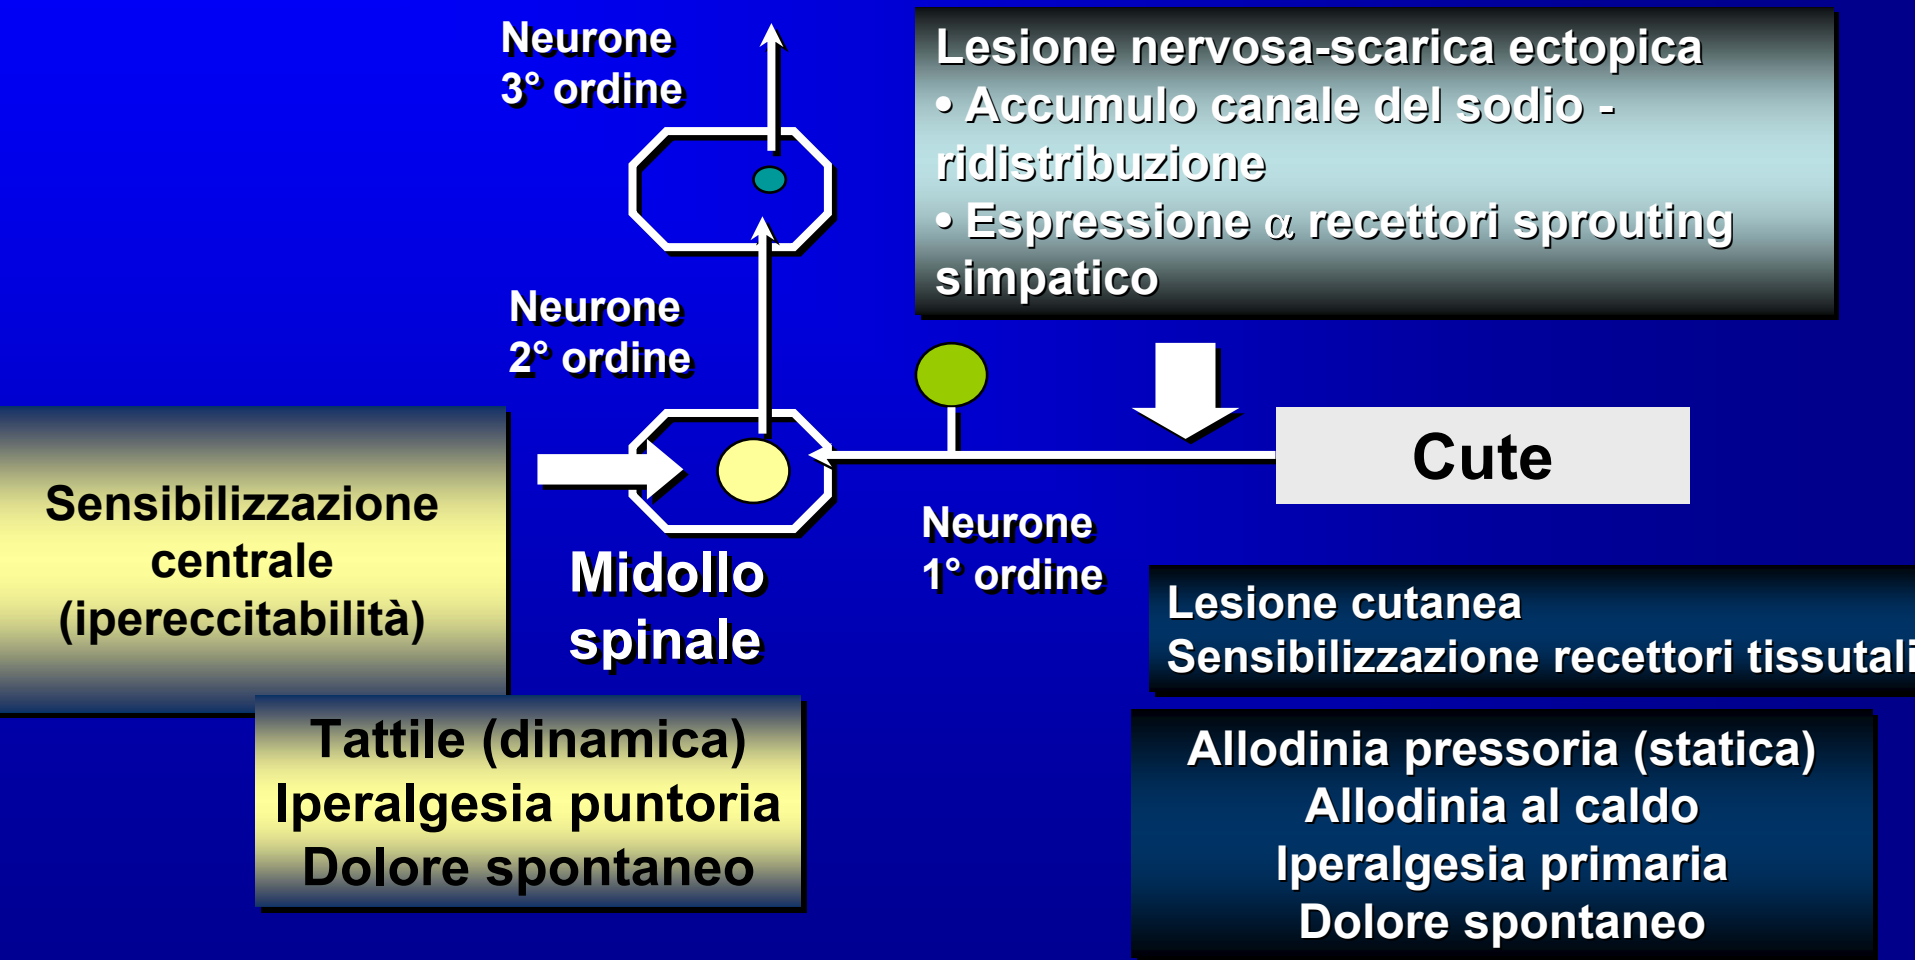 Neurone
3° ordine
Lesione nervosa-scarica ectopica
• Accumulo canale del sodio -
ridistribuzione
• Espressione α recettori sprouting
simpatico
Neurone
2° ordine
Cute
Sensibilizzazione
centrale
(ipereccitabilità)
Midollo
spinale
Neurone
1° ordine
Lesione cutanea
Sensibilizzazione recettori tissutali
Tattile (dinamica)
Iperalgesia puntoria
Dolore spontaneo
Allodinia pressoria (statica)
Allodinia al caldo
Iperalgesia primaria
Dolore spontaneo